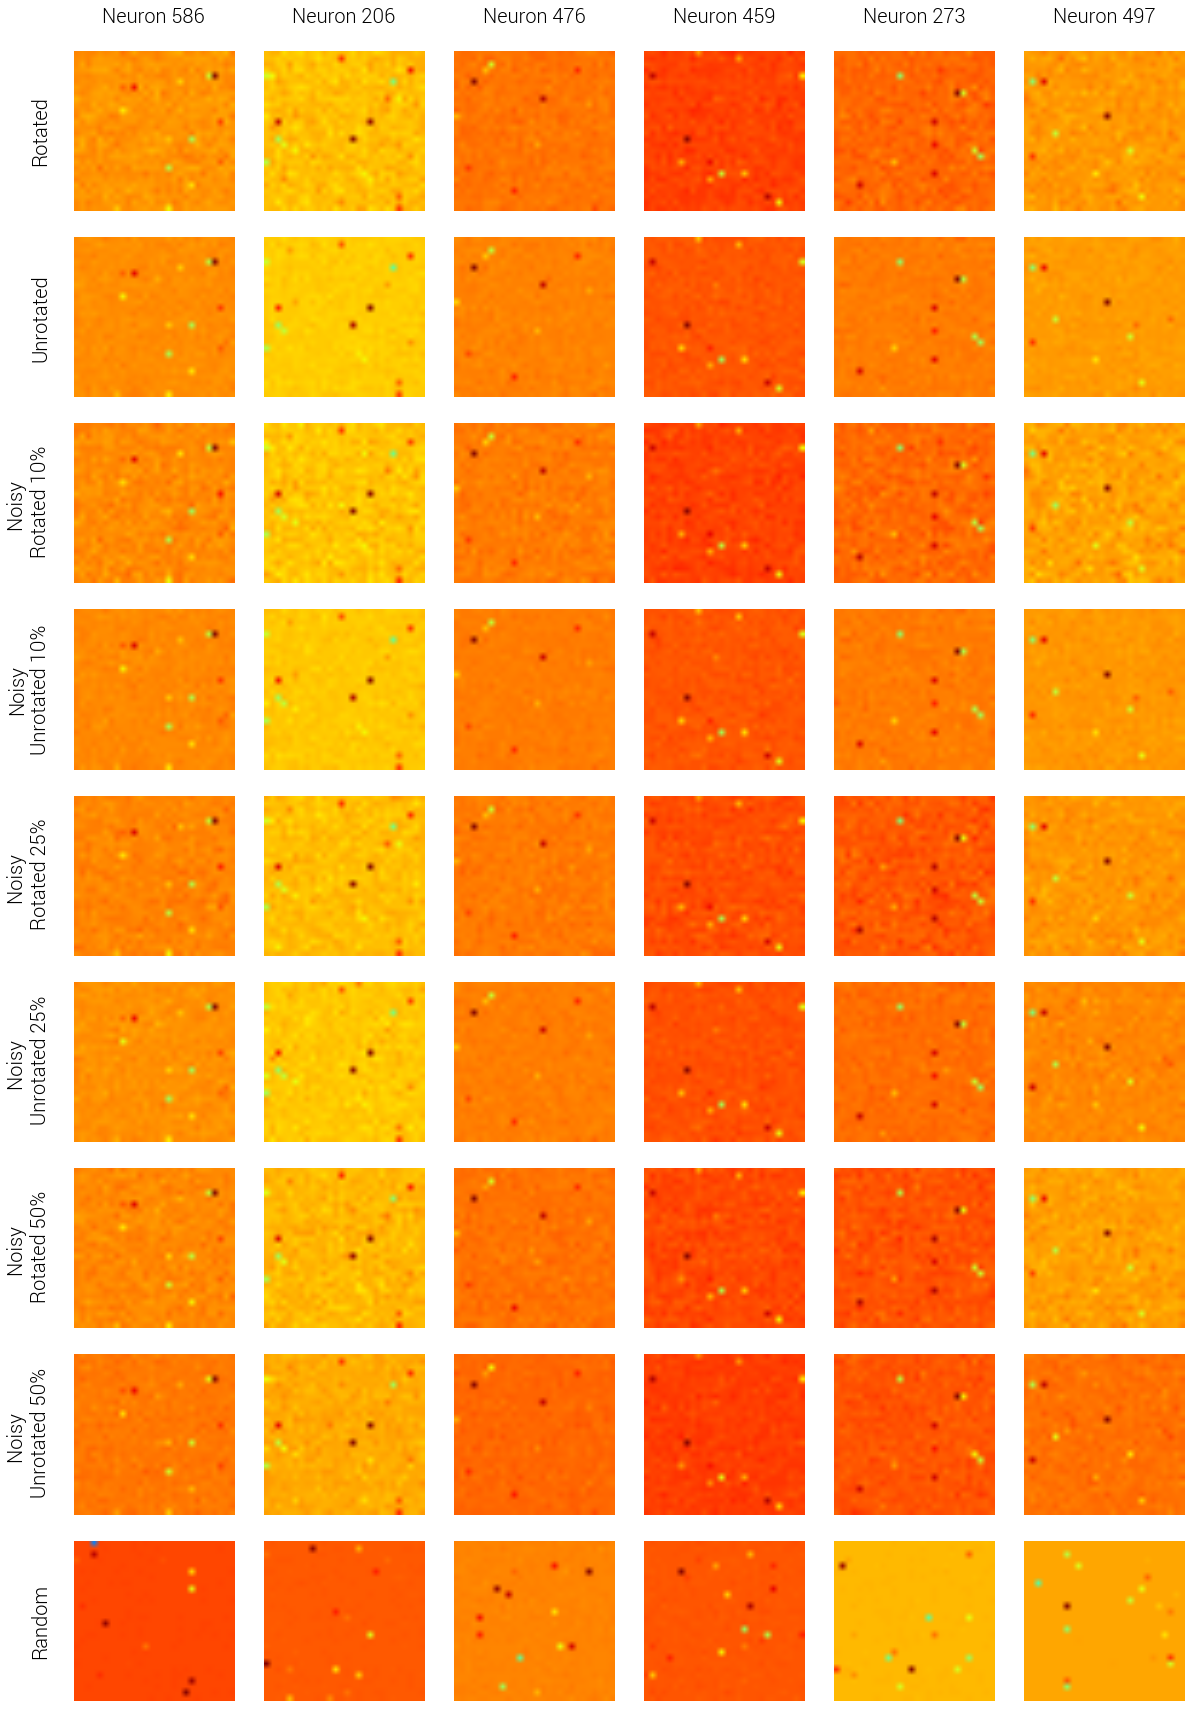 Neuron 586
Neuron 206
Neuron 476
Neuron 459
Neuron 273
Neuron 497
Rotated
Unrotated
Noisy
Rotated 10%
Noisy
Unrotated 10%
Noisy
Rotated 25%
Noisy
Unrotated 25%
Noisy
Rotated 50%
Noisy
Unrotated 50%
Random